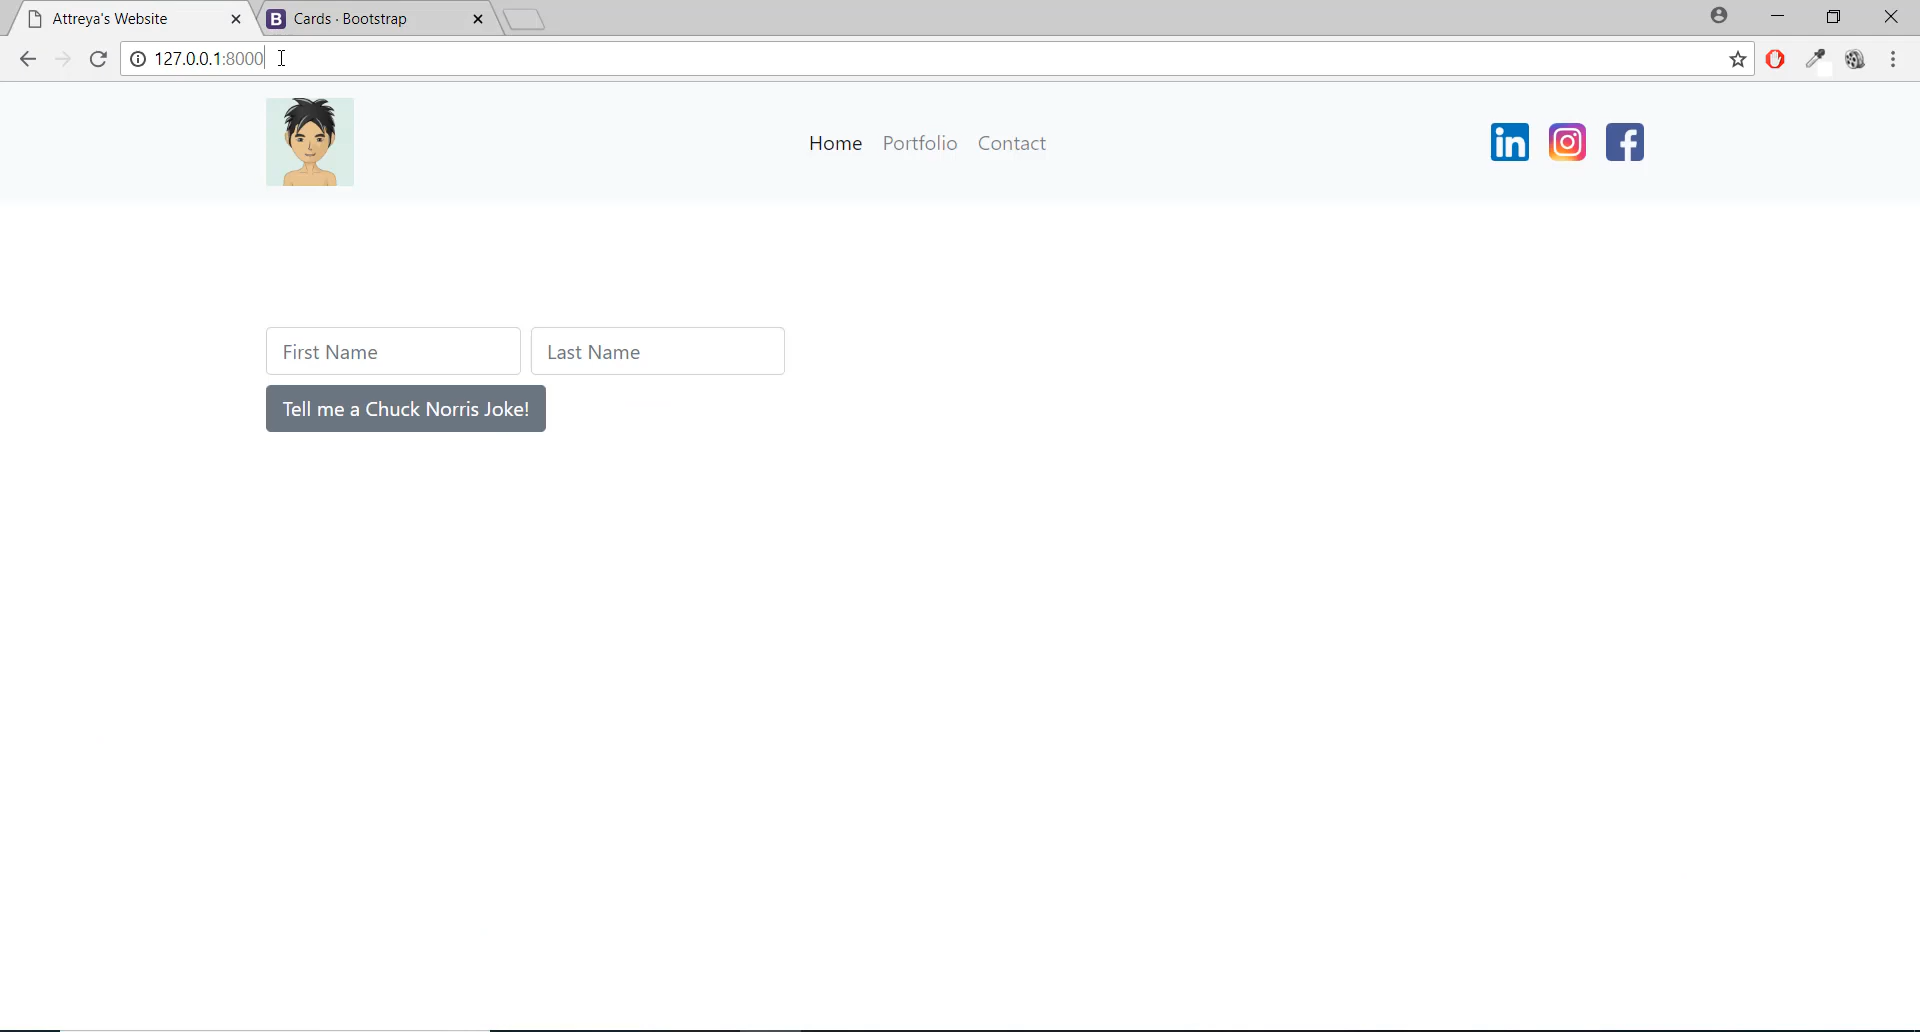 Attreya's Website
Cards · Bootstrap
127.0.0.1:8000
Home Portfolio Contact
in
First Name Last Name
Tell me a Chuck Norris Joke!